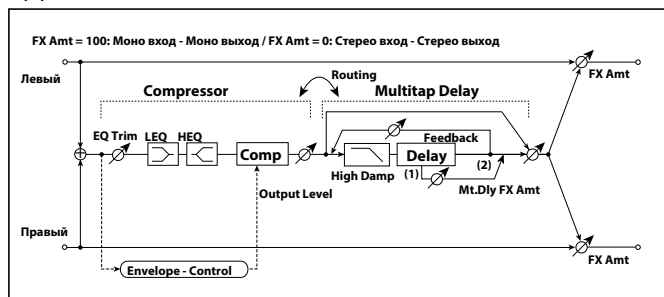 FX Amt = 100: Моно вход - Моно выход / FX Amt = 0: Стерео вход - Стерео выход
Левый
Routing
FX Amt
Compressor
Multitap Delay
EQ Trim
LEQ
HEQ
Feedback
Comp
Delay
High Damp
(1)
(2)
Output Level
Mt.Dly FX Amt
Правый
Envelope - Control
FX Amt